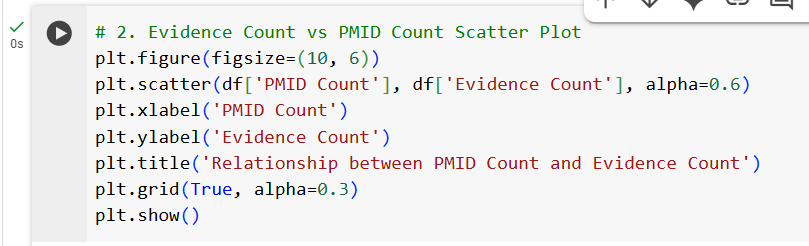 # 2. Evidence Count vs PMID Count Scatter Plot
plt.figure(figsize=(10, 6))
plt.scatter(df['PMID Count'], df['Evidence Count'], alpha=0.6)
plt.xlabel('PMID Count')
plt.ylabel('Evidence Count')
plt.title('Relationship between PMID Count and Evidence Count')
plt.grid(True, alpha=0.3)
plt.show()
0s